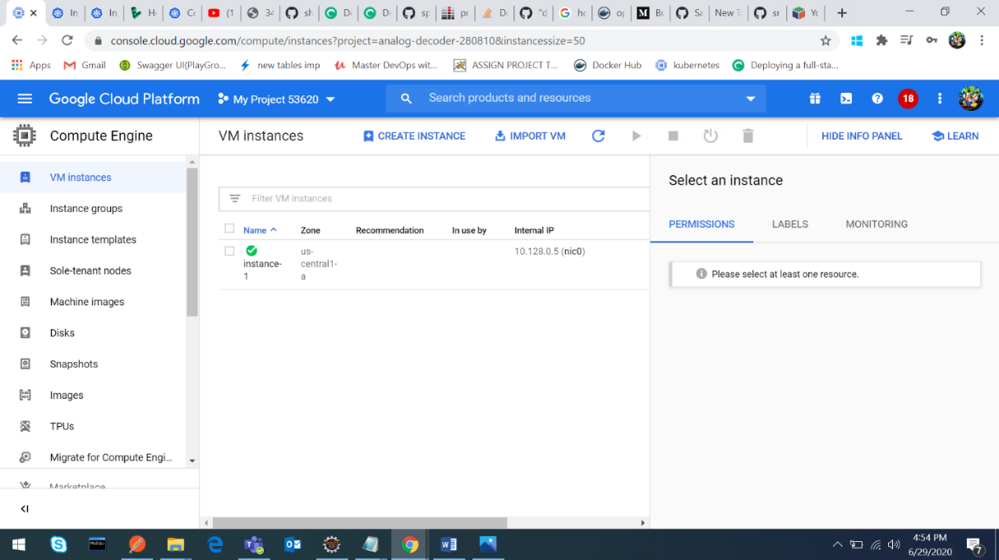 In
In
H
C
(1
34
sh
D
D
sp
pr
D
"d
ho
op
M
Bu
Sa
New T
sr
Yo
console.cloud.google.com/compute/instances?project=analog-decoder-280810&instancessize=50
Apps
Gmail
Swagger UI(PlayGro...
new tables imp
Master DevOps wit...
ASSIGN PROJECT T...
Docker Hub
kubernetes
Deploying a full-sta...
Google Cloud Platform
My Project 53620
Search products and resources
18
Compute Engine
VM instances
CREATE INSTANCE
IMPORT VM
HIDE INFO PANEL
LEARN
VM instances
Instance groups
Instance templates
Sole-tenant nodes
Machine images
Disks
Snapshots
Images
TPUs
Migrate for Compute Engi...
Marketplace
Filter VM instances
Name
Zone
Recommendation
In use by
Internal IP
instance-
1
us-
central1-
a
10.128.0.5 (nic0)
Select an instance
PERMISSIONS
LABELS
MONITORING
Please select at least one resource.
4:54 PM
6/29/2020
7